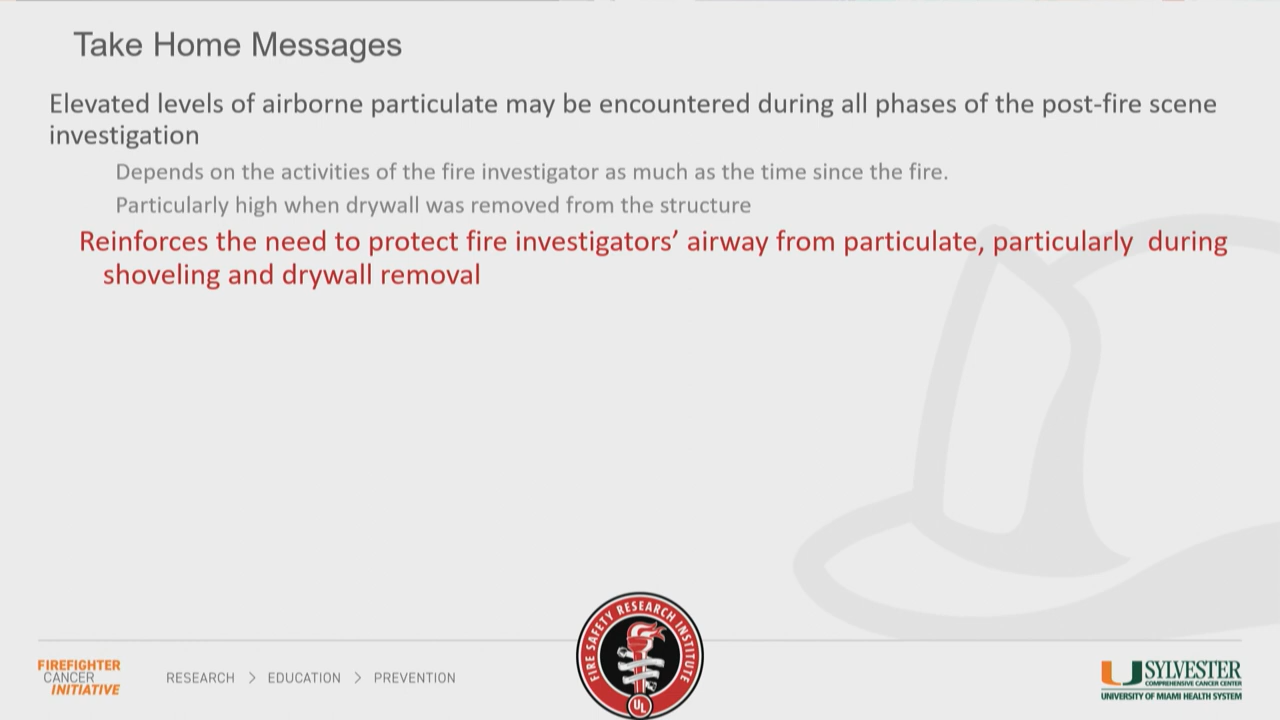 Take Home Messages
Elevated levels of airborne particulate may be encountered during all phases of the post-fire scene
investigation
Depends on the activities of the fire investigator as much as the time since the fire.
Particularly high when drywall was removed from the structure
Reinforces the need to protect fire investigators’ airway from particulate, particularly  during
shoveling and drywall removal
FIRE SAFETY RESEARCH INSTITUTE
UL
FIREFIGHTER
CANCER
INITIATIVE
RESEARCH > EDUCATION > PREVENTION
SYLVESTER
COMPREHENSIVE CANCER CENTER
UNIVERSITY OF MIAMI HEALTH SYSTEM